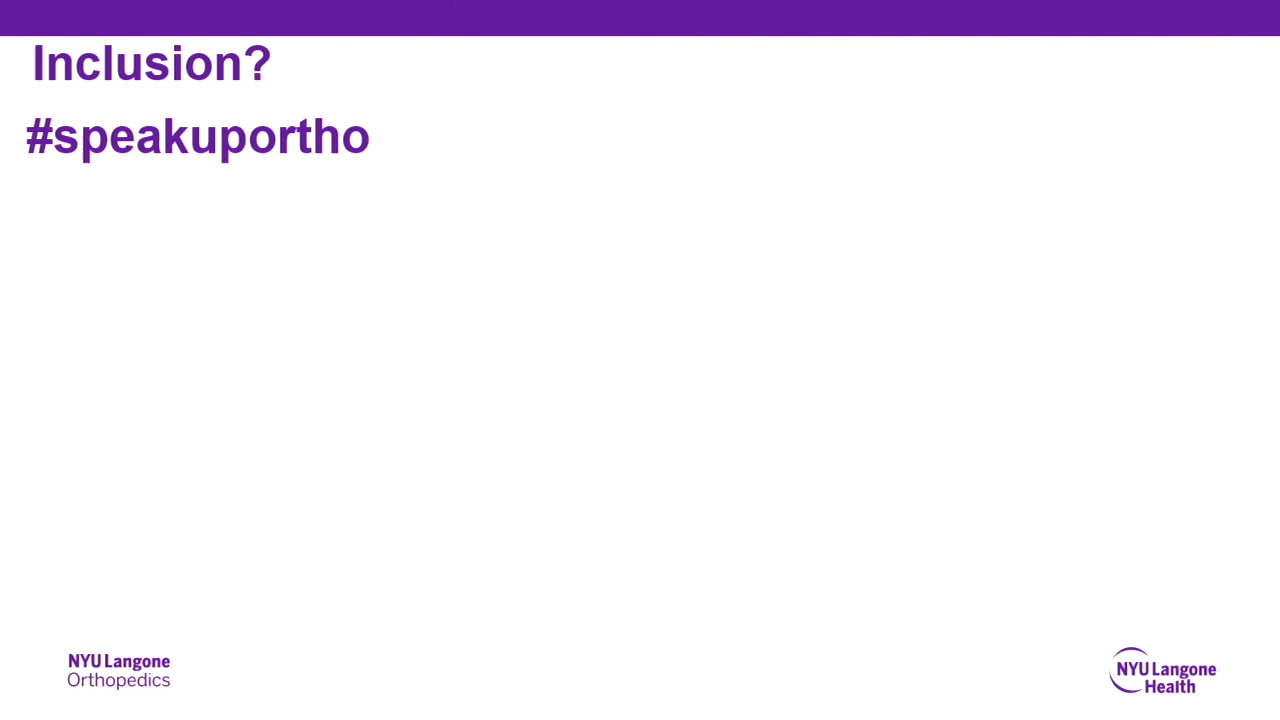 Inclusion?
#speakuportho
NYU Langone
Orthopedics
NYU Langone
Health